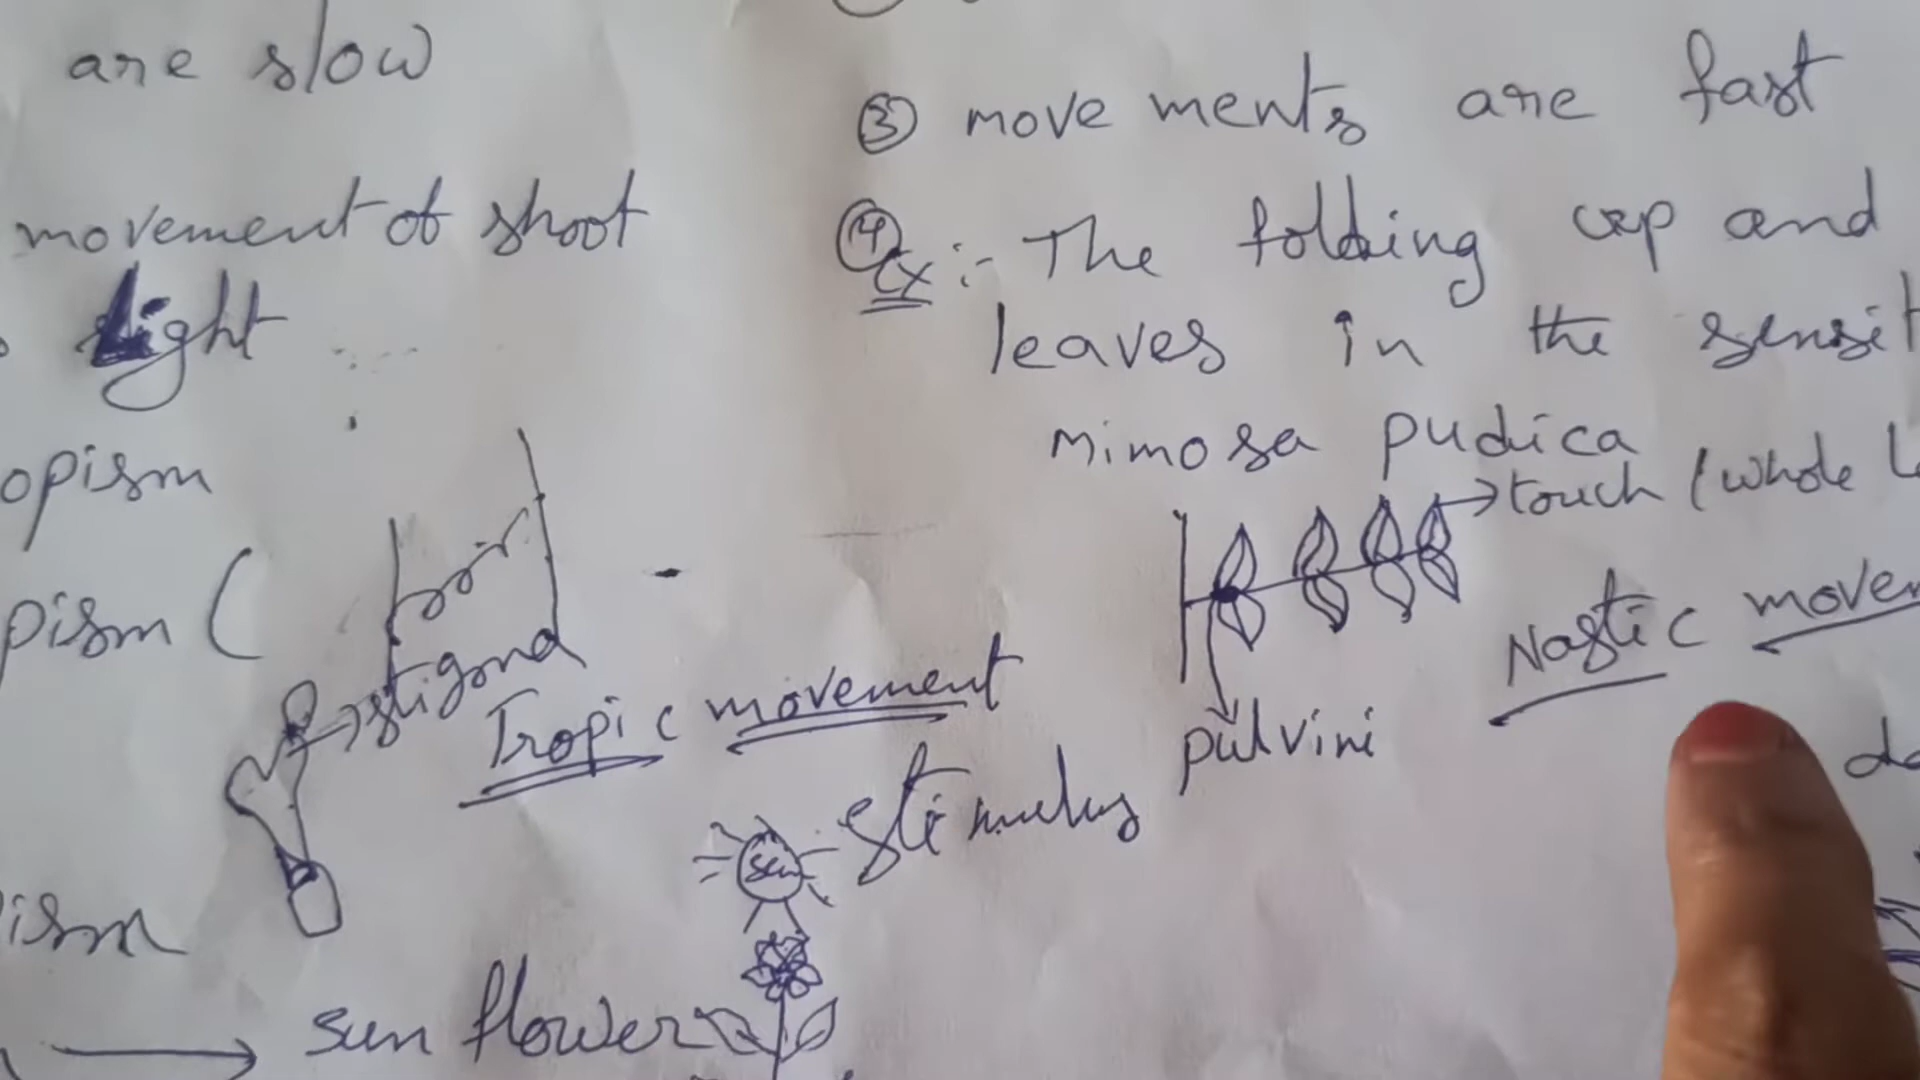 are slow
movement of shoot
Light
opism
pism (
stigma
Tropic movement
ism
sun flower
sun
stimulus
③ movements are fast
④ Ex :- The folding up and
leaves in the sensit
mimosa pudica
touch (whole
pulvini
Nastic movem